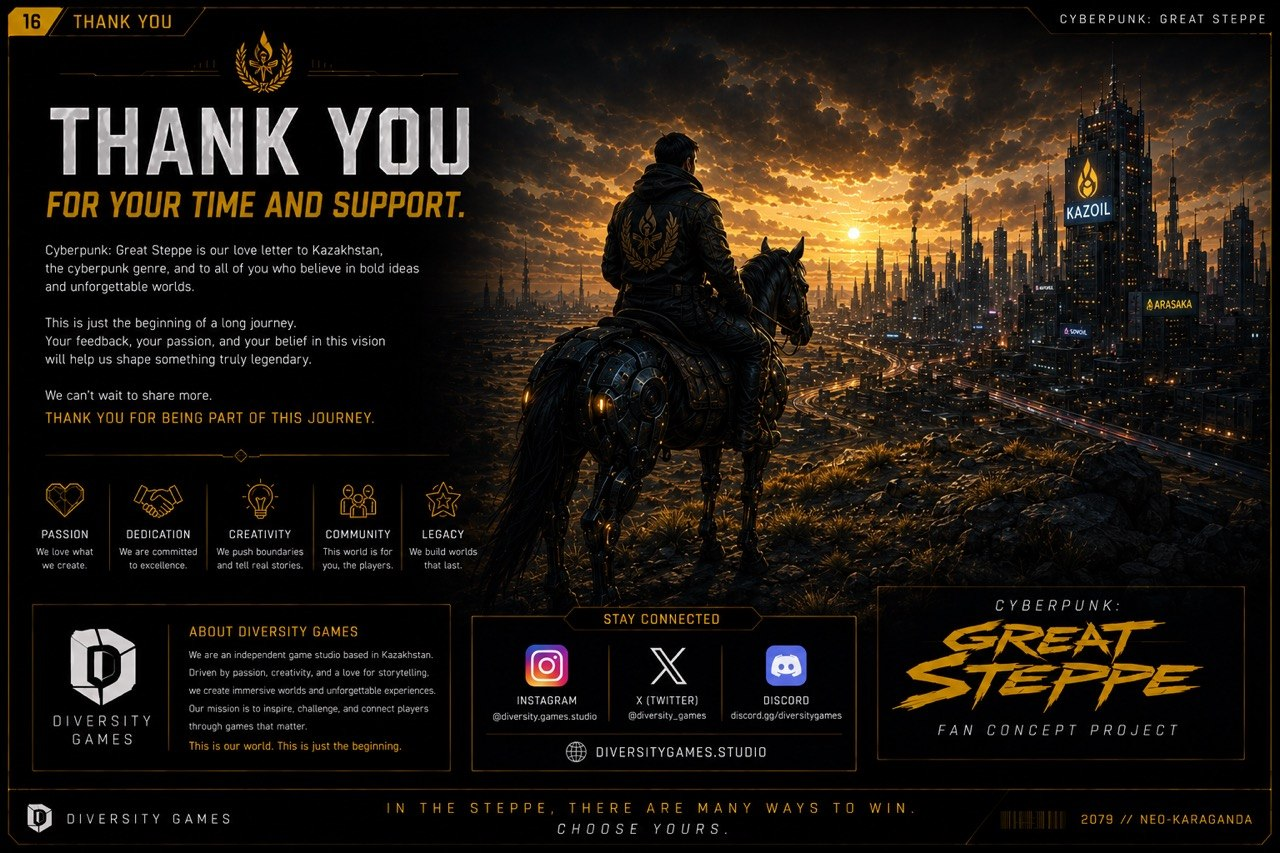 16 THANK YOU
CYBERPUNK: GREAT STEPPE
THANK YOU
FOR YOUR TIME AND SUPPORT.
Cyberpunk: Great Steppe is our love letter to Kazakhstan,
the cyberpunk genre, and to all of you who believe in bold ideas
and unforgettable worlds.
This is just the beginning of a long journey.
Your feedback, your passion, and your belief in this vision
will help us shape something truly legendary.
We can't wait to share more.
THANK YOU FOR BEING PART OF THIS JOURNEY.
PASSION
We love what
we create.
DEDICATION
We are committed
to excellence.
CREATIVITY
We push boundaries
and tell real stories.
COMMUNITY
This world is for
you, the players.
LEGACY
We build worlds
that last.
KAZOIL
ARASAKA
DIVERSITY
GAMES
ABOUT DIVERSITY GAMES
We are an independent game studio based in Kazakhstan.
Driven by passion, creativity, and a love for storytelling,
we create immersive worlds and unforgettable experiences.
Our mission is to inspire, challenge, and connect players
through games that matter.
This is our world. This is just the beginning.
STAY CONNECTED
INSTAGRAM
@diversity.games.studio
X (TWITTER)
@diversity_games
DISCORD
discord.gg/diversitygames
DIVERSITYGAMES.STUDIO
CYBERPUNK:
GREAT
STEPPE
FAN CONCEPT PROJECT
DIVERSITY GAMES
IN THE STEPPE, THERE ARE MANY WAYS TO WIN.
CHOOSE YOURS.
2079 // NEO-KARAGANDA